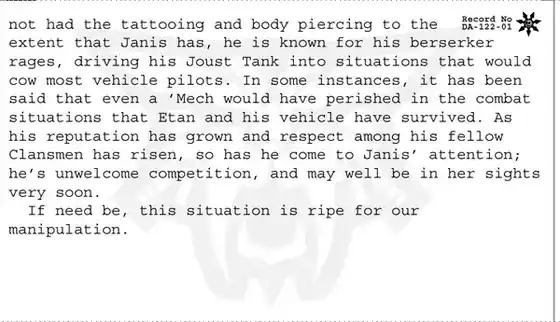 not had the tattooing and body piercing to the
Record No
DA-122-01
extent that Janis has, he is known for his berserker
rages, driving his Joust Tank into situations that would
cow most vehicle pilots. In some instances, it has been
said that even a ‘Mech would have perished in the combat
situations that Etan and his vehicle have survived. As
his reputation has grown and respect among his fellow
Clansmen has risen, so has he come to Janis’ attention;
he’s unwelcome competition, and may well be in her sights
very soon.
If need be, this situation is ripe for our
manipulation.